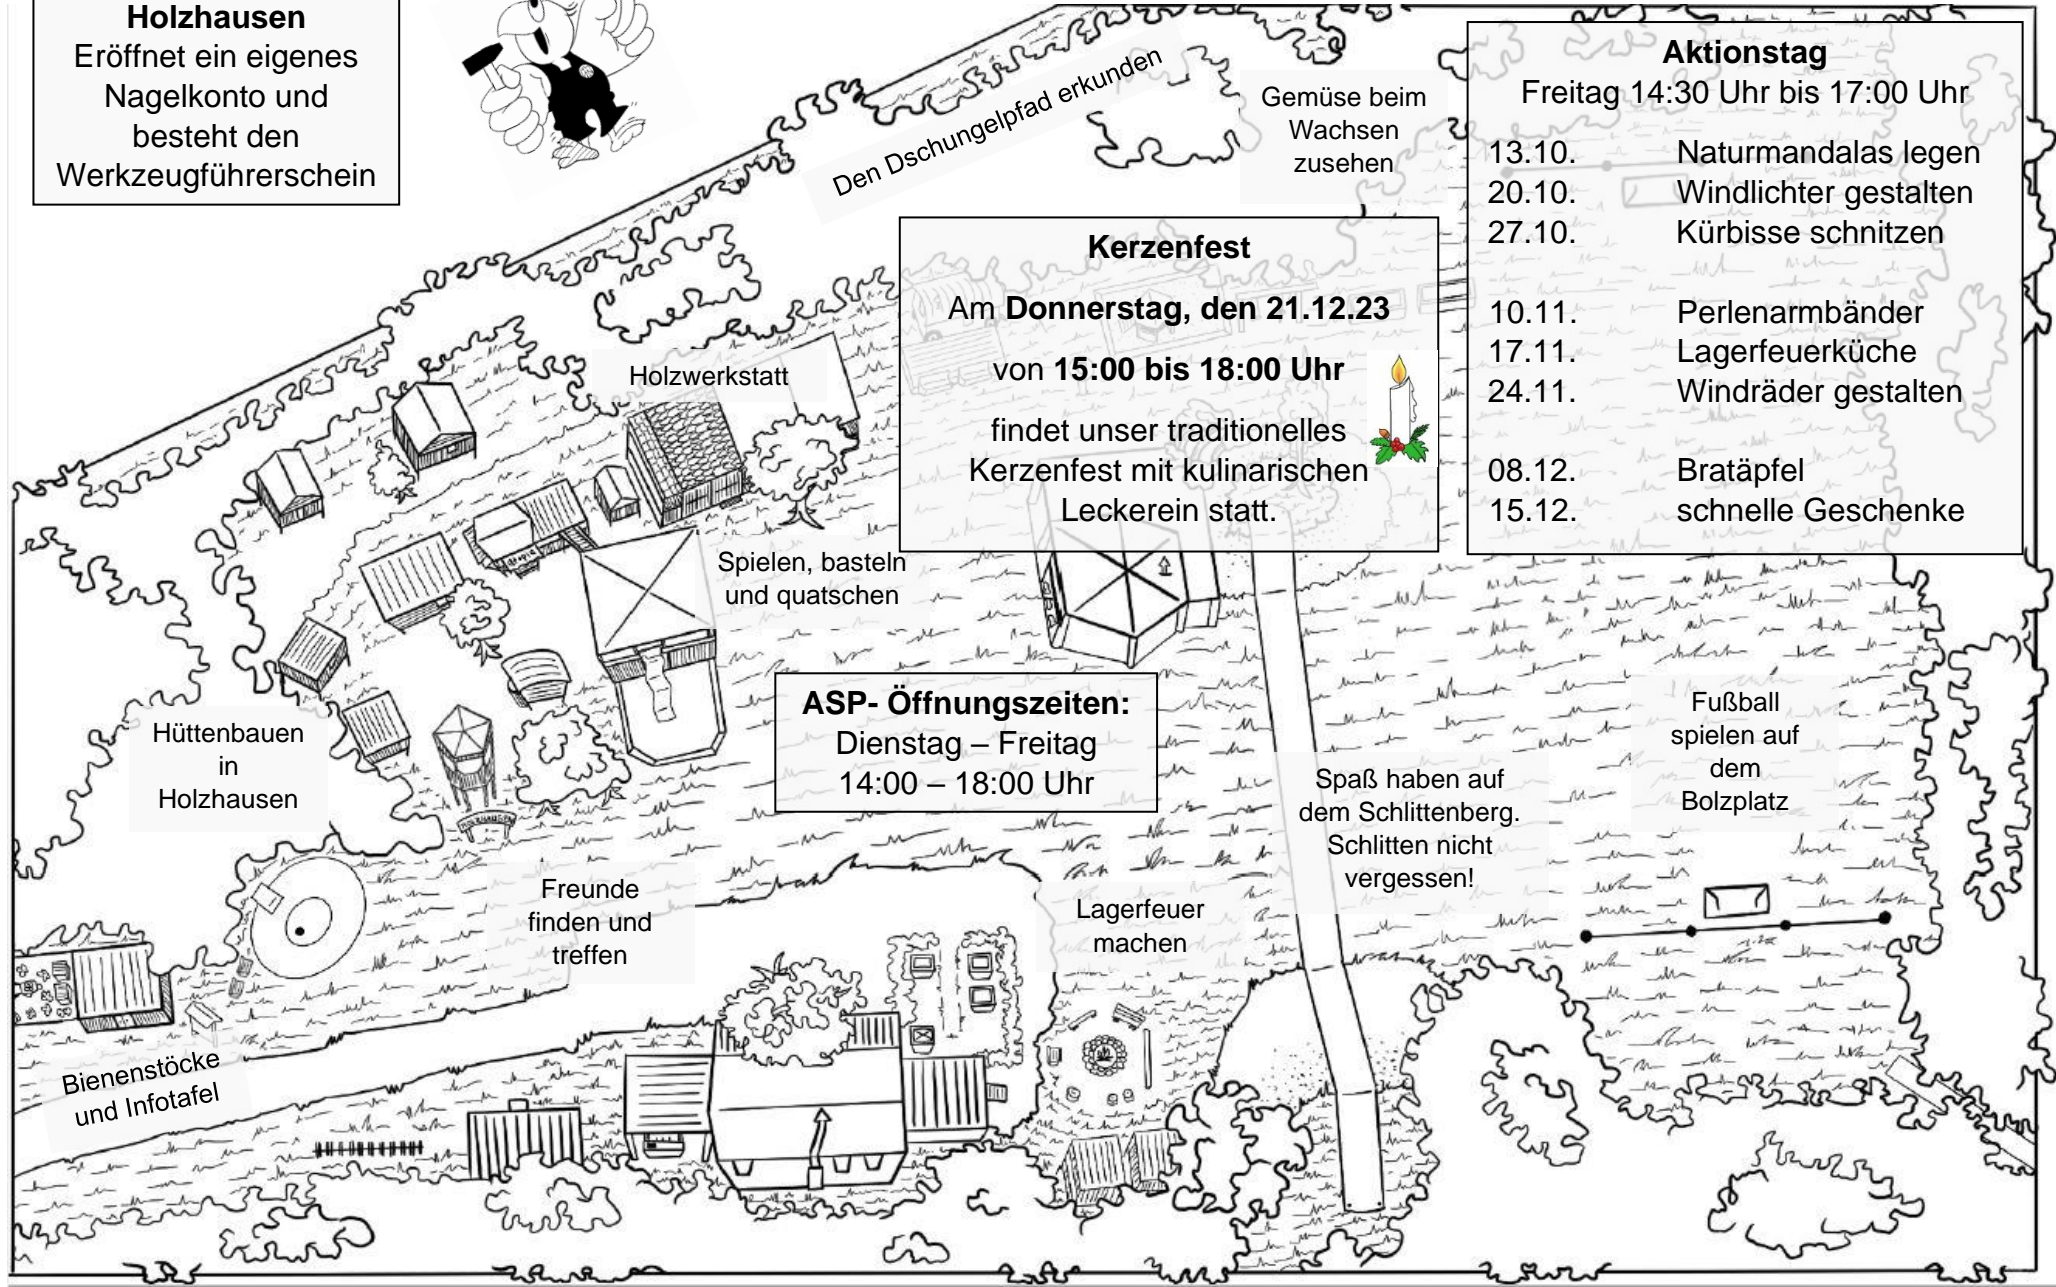 Holzhausen
Eröffnet ein eigenes
Nagelkonto und
besteht den
Werkzeugführerschein
Den Dschungelpfad erkunden
Gemüse beim
Wachsen
zusehen
Aktionstag
Freitag 14:30 Uhr bis 17:00 Uhr
13.10. Naturmandalas legen
20.10. Windlichter gestalten
27.10. Kürbisse schnitzen
10.11. Perlenarmbänder
17.11. Lagerfeuerküche
24.11. Windräder gestalten
08.12. Bratäpfel
15.12. schnelle Geschenke
Kerzenfest
Am Donnerstag, den 21.12.23
von 15:00 bis 18:00 Uhr
findet unser traditionelles
Kerzenfest mit kulinarischen
Leckerein statt.
Holzwerkstatt
Spielen, basteln
und quatschen
ASP- Öffnungszeiten:
Dienstag – Freitag
14:00 – 18:00 Uhr
Hüttenbauen
in
Holzhausen
HOLZHAUSEN
Fußball
spielen auf
dem
Bolzplatz
Spaß haben auf
dem Schlittenberg.
Schlitten nicht
vergessen!
Freunde
finden und
treffen
Lagerfeuer
machen
Bienenstöcke
und Infotafel